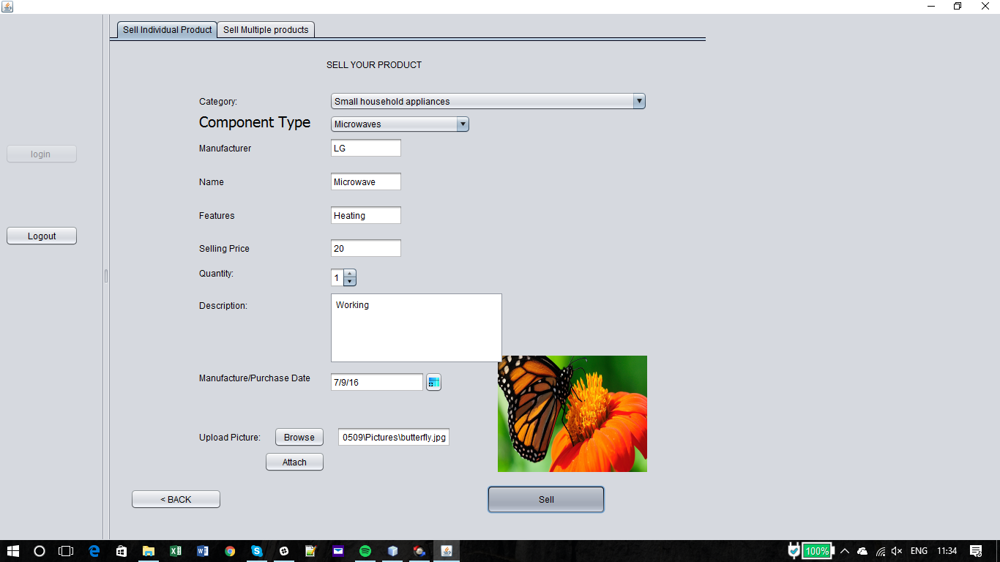 Sell Individual Product Sell Multiple products
SELL YOUR PRODUCT
Category: Small household appliances
Component Type Microwaves
Manufacturer LG
login
Name Microwave
Features Heating
Logout
Selling Price 20
Quantity: 1
Description: Working
Manufacture/Purchase Date 7/9/16
Upload Picture: Browse 0509\Pictures\butterfly.jpg
Attach
< BACK Sell
100% ENG 11:34